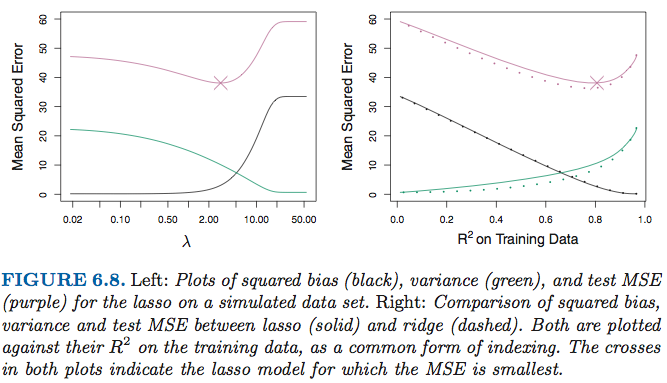 Mean Squared Error
0 10 20 30 40 50 60
0.02 0.10 0.50 2.00 10.00 50.00
λ
Mean Squared Error
0 10 20 30 40 50 60
0.0 0.2 0.4 0.6 0.8 1.0
R² on Training Data
FIGURE 6.8. Left: Plots of squared bias (black), variance (green), and test MSE
(purple) for the lasso on a simulated data set. Right: Comparison of squared bias,
variance and test MSE between lasso (solid) and ridge (dashed). Both are plotted
against their R² on the training data, as a common form of indexing. The crosses
in both plots indicate the lasso model for which the MSE is smallest.